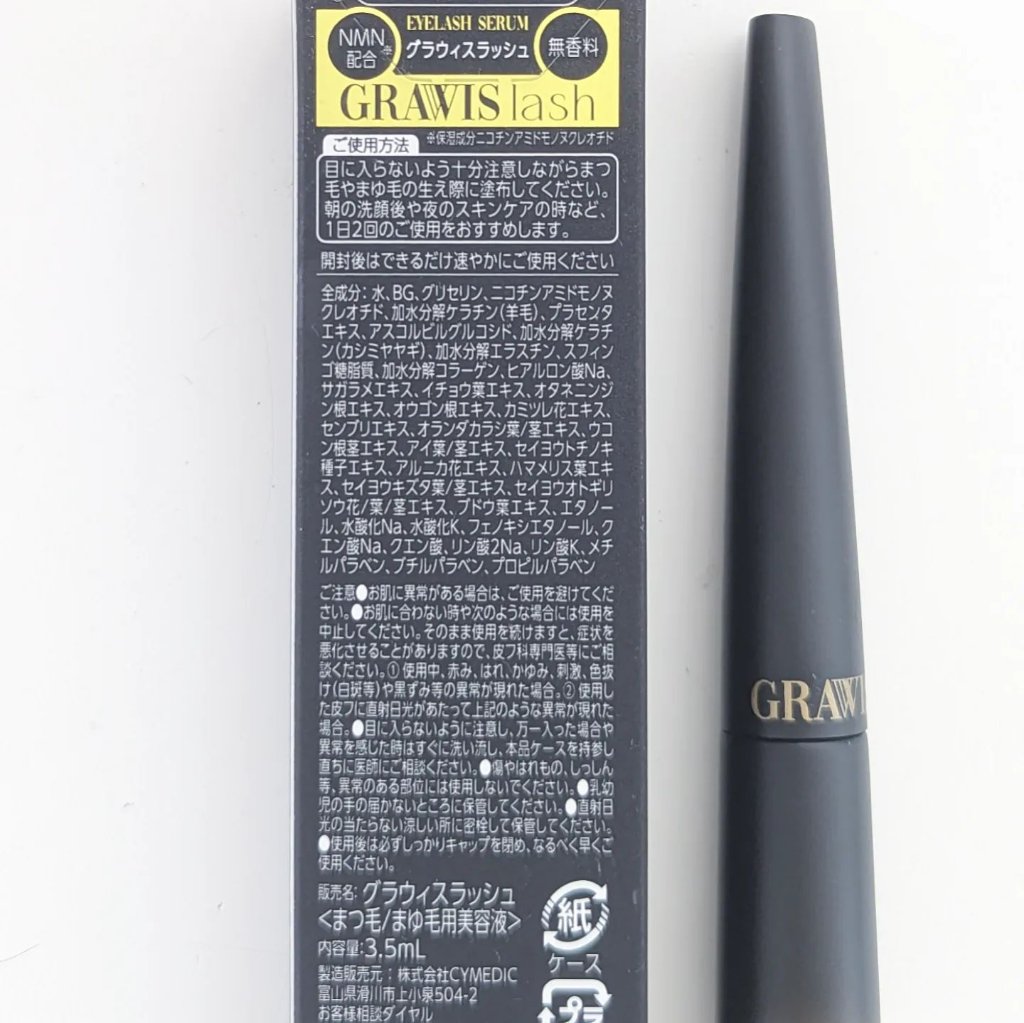 EYELASH SERUM
NMN
配合※
グラウィスラッシュ
無香料
GRAWIS lash
※保湿成分ニコチンアミドモノヌクレオチド
ご使用方法
目に入らないよう十分注意しながらまつ
毛やまゆ毛の生え際に塗布してください。
朝の洗顔後や夜のスキンケアの時など、
1日2回のご使用をおすすめします。
開封後はできるだけ速やかにご使用ください
全成分：水、BG、グリセリン、ニコチンアミドモノヌ
クレオチド、加水分解ケラチン(羊毛)、プラセンタ
エキス、アスコルビルグルコシド、加水分解ケラチ
ン(カシミヤヤギ)、加水分解エラスチン、スフィン
ゴ糖脂質、加水分解コラーゲン、ヒアルロン酸Na、
サガラメエキス、イチョウ葉エキス、オタネニンジ
ン根エキス、オウゴン根エキス、カミツレ花エキス、
センブリエキス、オランダカラシ葉/茎エキス、ウコ
ン根茎エキス、アイ葉/茎エキス、セイヨウトチノキ
種子エキス、アルニカ花エキス、ハマメリス葉エキ
ス、セイヨウキズタ葉/茎エキス、セイヨウオトギリ
ソウ花/葉/茎エキス、ブドウ葉エキス、エタノー
ル、水酸化Na、水酸化K、フェノキシエタノール、ク
エン酸Na、クエン酸、リン酸2Na、リン酸K、メチ
ルパラベン、ブチルパラベン、プロピルパラベン
ご注意●お肌に異常がある場合は、ご使用を避けてくだ
さい。●お肌に合わない時や次のような場合には使用を
中止してください。そのまま使用を続けますと、症状を
悪化させることがありますので、皮フ科専門医等にご相
談ください。① 使用中、赤み、はれ、かゆみ、刺激、色抜
け(白斑等)や黒ずみ等の異常が現れた場合。② 使用し
た皮フに直射日光があたって上記のような異常が現れた
場合。●目に入らないように注意し、万一入った場合や
異常を感じた時はすぐに洗い流し、本品ケースを持参し
直ちに医師にご相談ください。●傷やはれもの、しっしん
等、異常のある部位には使用しないでください。●乳幼
児の手の届かないところに保管してください。●直射日
光の当たらない涼しい所に密栓して保管してください。
●使用後は必ずしっかりキャップを閉め、なるべく早くご
使用ください。
販売名：グラウィスラッシュ
<まつ毛/まゆ毛用美容液>
内容量：3.5mL
製造販売元：株式会社CYMEDIC
富山県滑川市上小泉504-2
お客様相談ダイヤル
紙
ケース
プラ
GRAWI